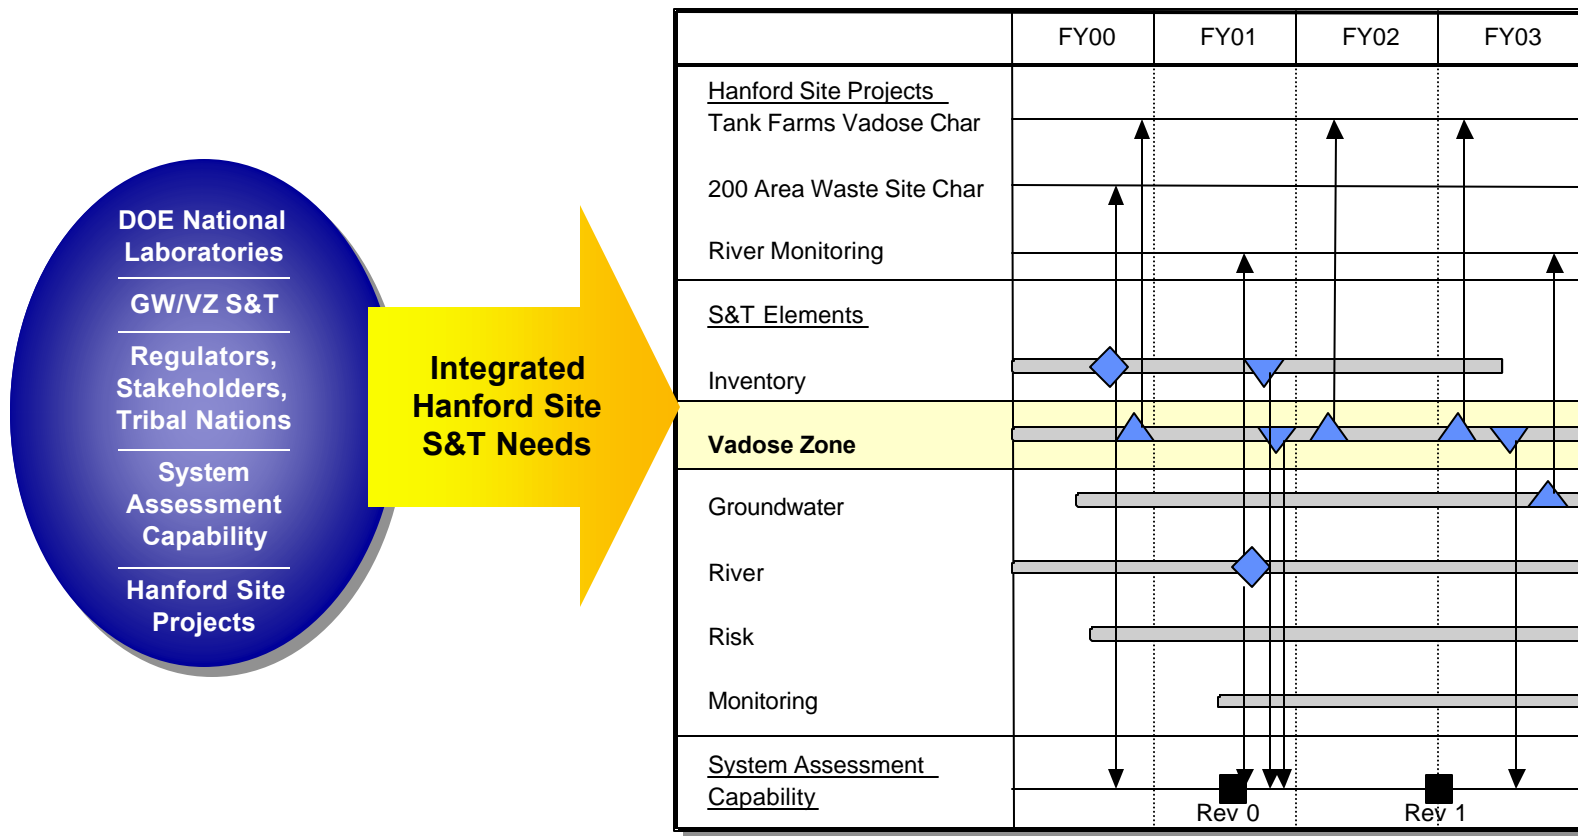 DOE National
Laboratories
GW/VZ S&T
Regulators,
Stakeholders,
Tribal Nations
System
Assessment
Capability
Hanford Site
Projects
Integrated
Hanford Site
S&T Needs
FY00 FY01 FY02 FY03
Hanford Site Projects
Tank Farms Vadose Char
200 Area Waste Site Char
River Monitoring
S&T Elements
Inventory
Vadose Zone
Groundwater
River
Risk
Monitoring
System Assessment
Capability
Rev 0 Rev 1